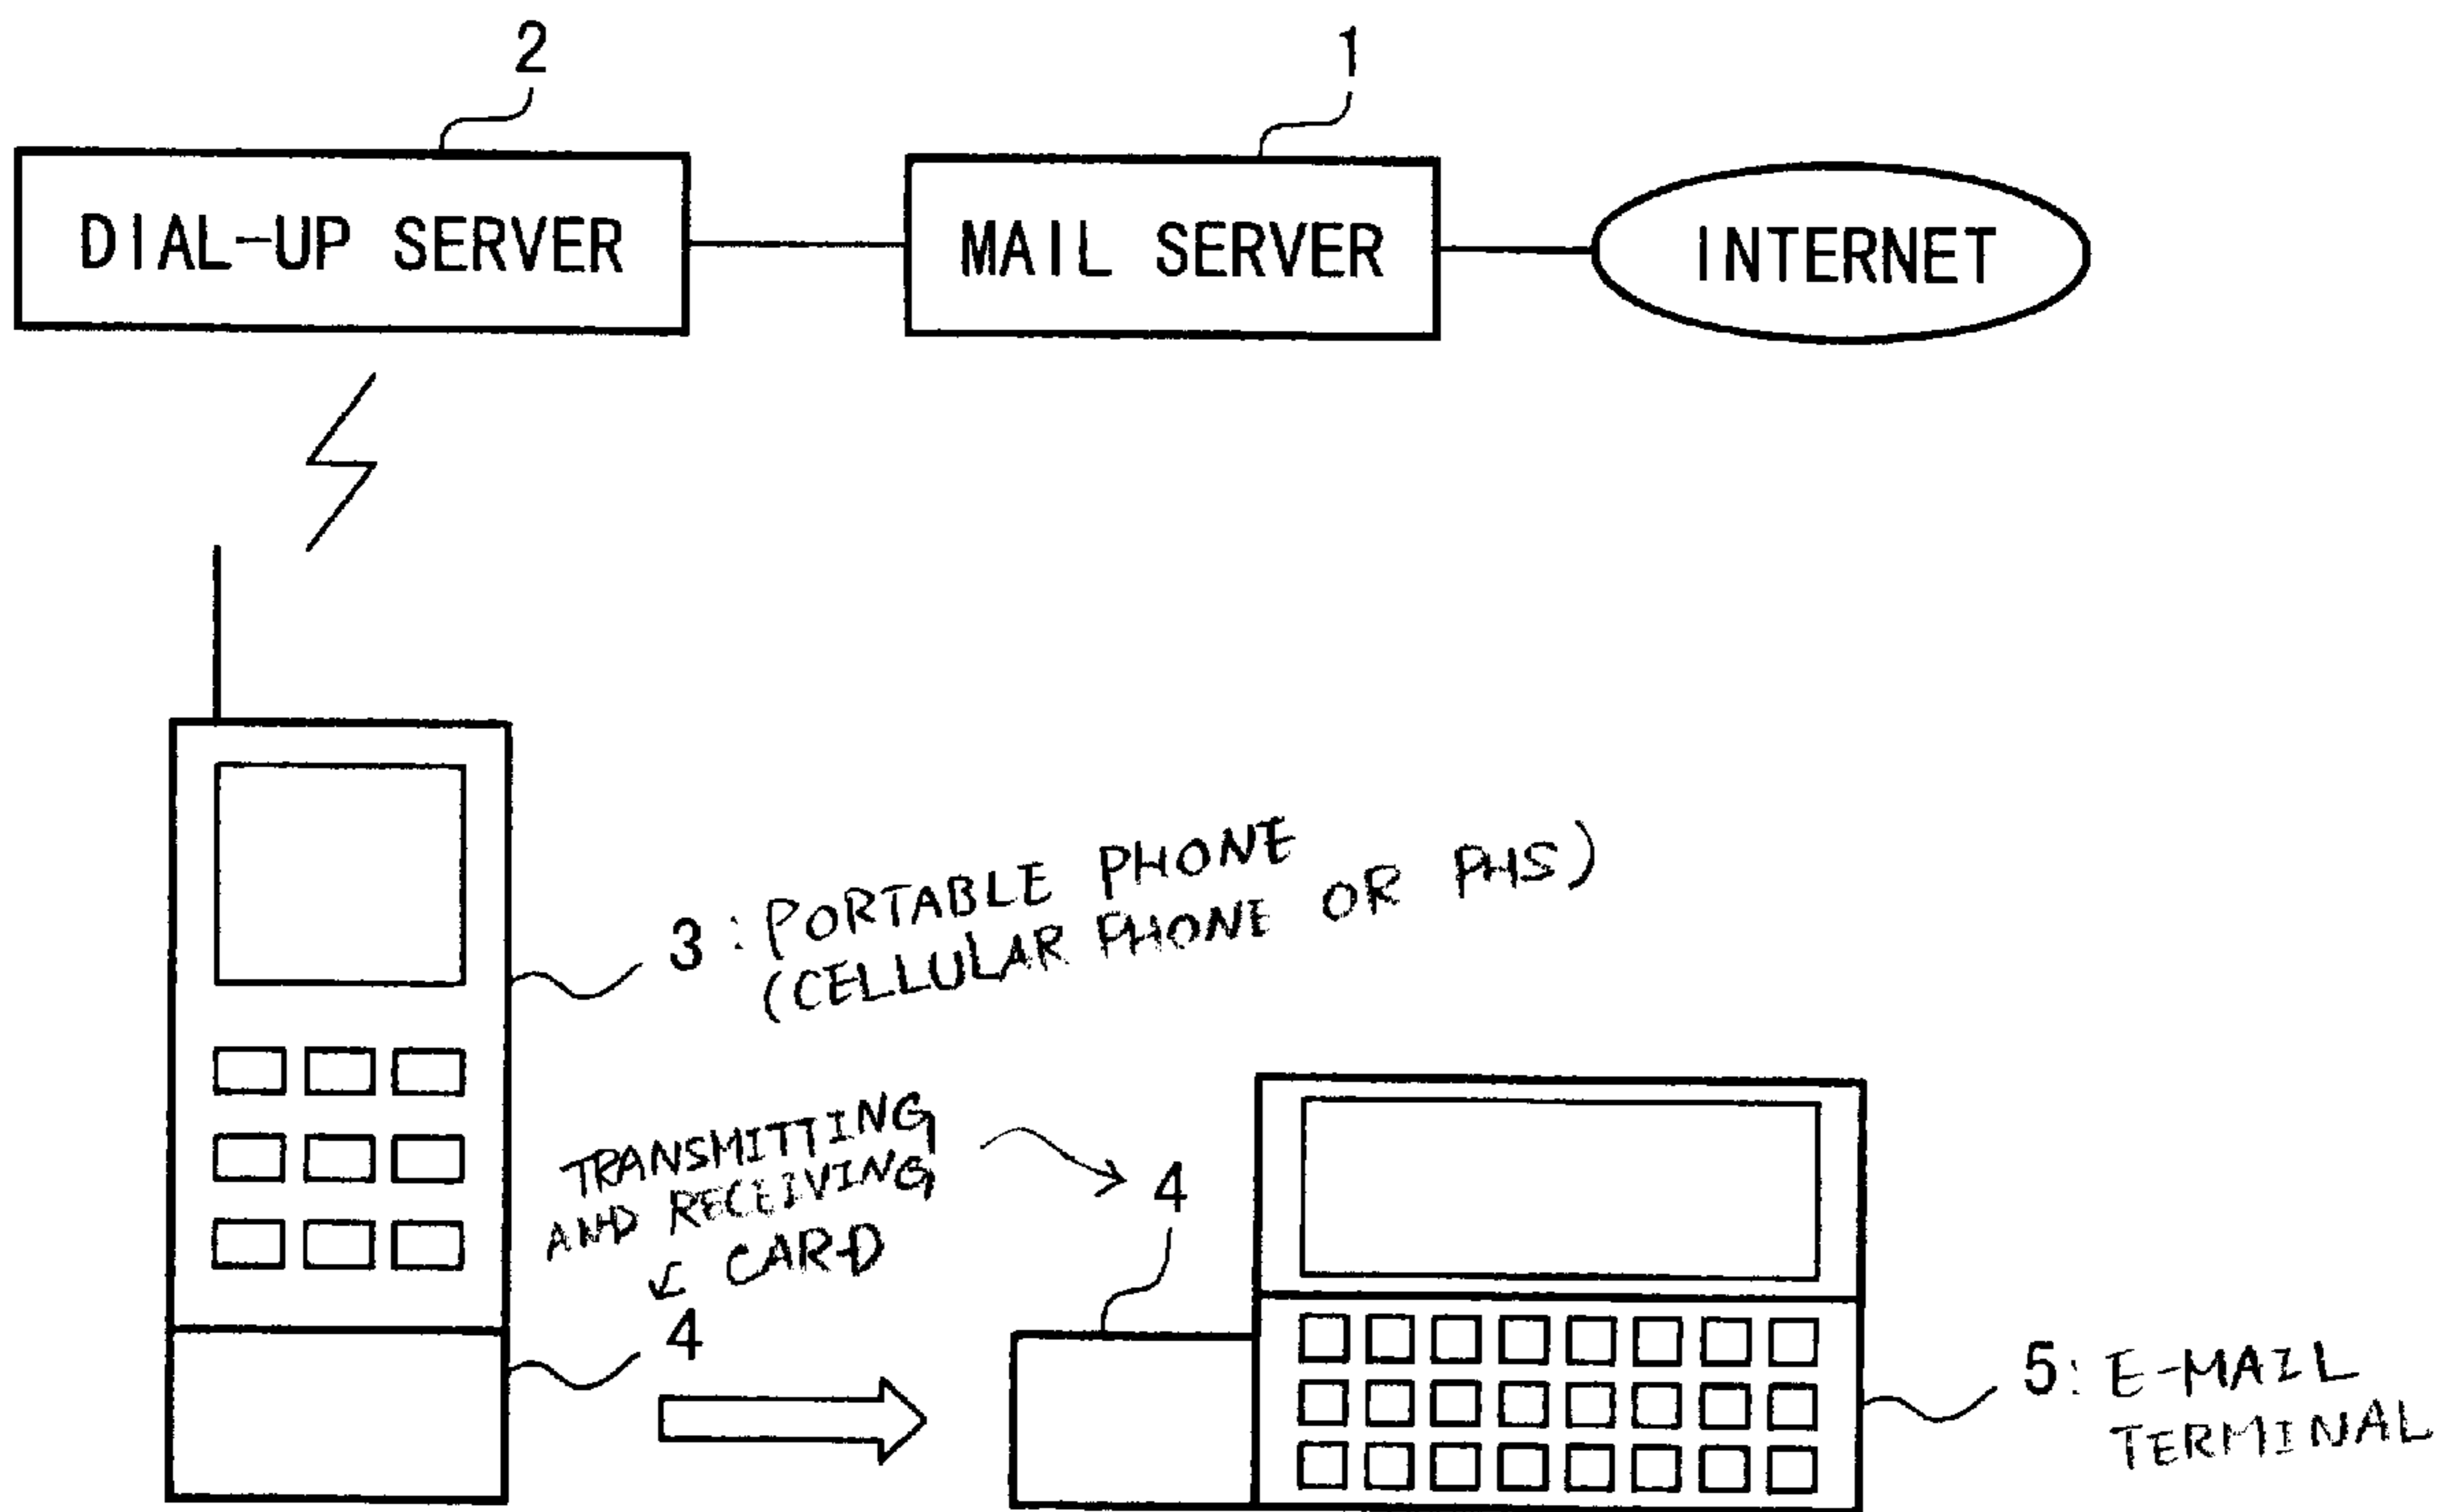 2
1
DIAL-UP SERVER
MAIL SERVER
INTERNET
3 : PORTABLE PHONE
(CELLULAR PHONE OR PHS)
TRANSMITTING
AND RECEIVING
CARD
4
4
5 : E-MAIL
TERMINAL